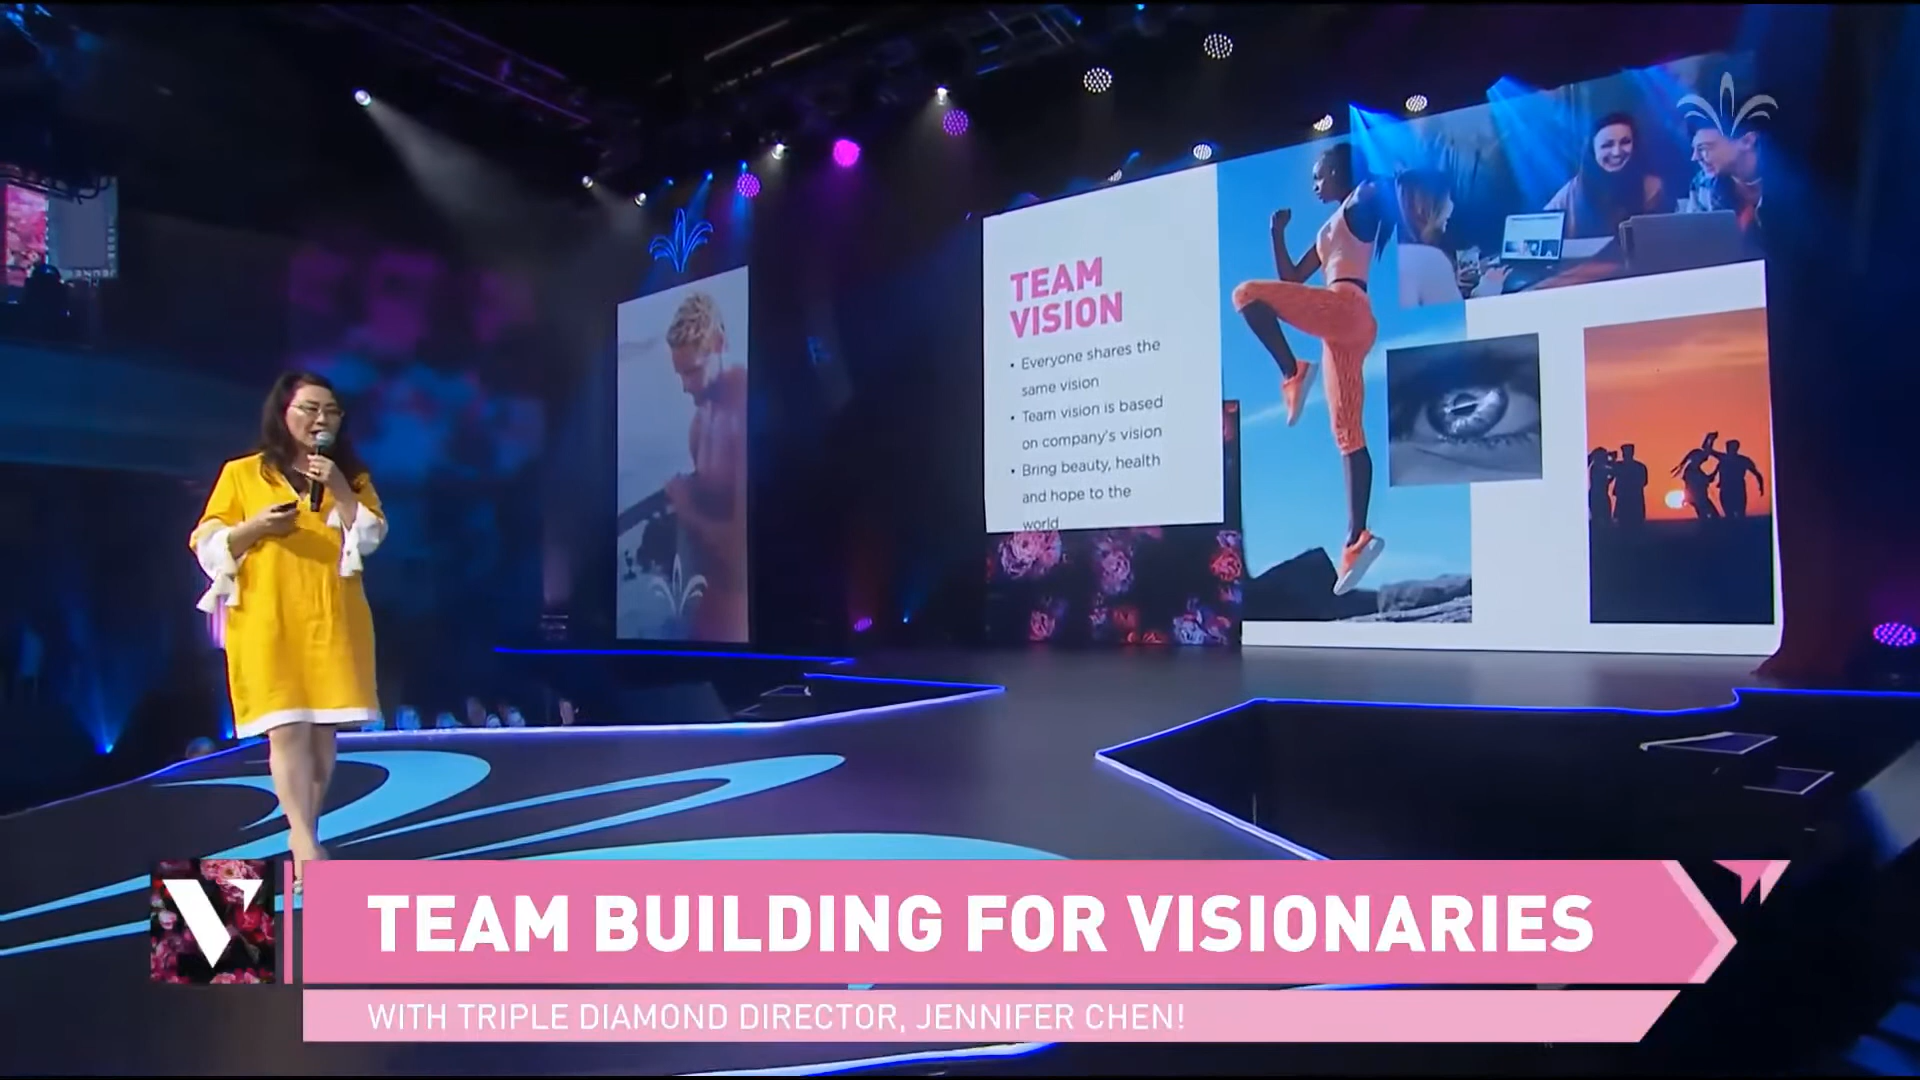 TEAM
VISION
• Everyone shares the
same vision
• Team vision is based
on company's vision
• Bring beauty, health
and hope to the
world
V
TEAM BUILDING FOR VISIONARIES
WITH TRIPLE DIAMOND DIRECTOR, JENNIFER CHEN!